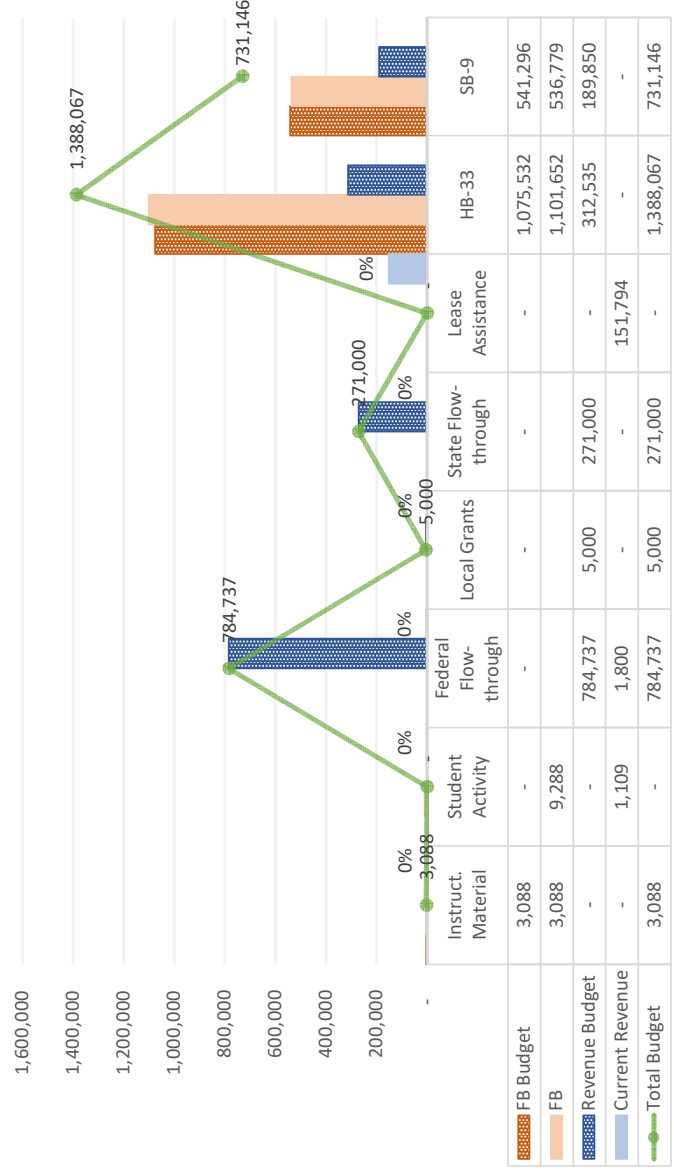 1,600,000
1,400,000
1,200,000
1,000,000
800,000
600,000
400,000
200,000
-
3,088
0%
-
0%
784,737
0%
5,000
0%
271,000
0%
-
0%
1,388,067
731,146
Instruct. Material
Student Activity
Federal Flow-through
Local Grants
State Flow-through
Lease Assistance
HB-33
SB-9
FB Budget 3,088 - - - - - 1,075,532 541,296
FB 3,088 9,288 1,101,652 536,779
Revenue Budget - - 784,737 5,000 271,000 - 312,535 189,850
Current Revenue - 1,109 1,800 - - 151,794 - -
Total Budget 3,088 - 784,737 5,000 271,000 - 1,388,067 731,146